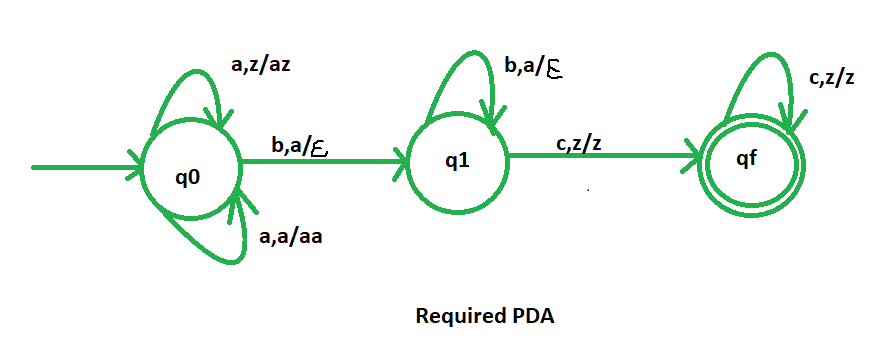 a,z/az
b,a/ε
c,z/z
b,a/ε
c,z/z
q0
q1
qf
a,a/aa
Required PDA